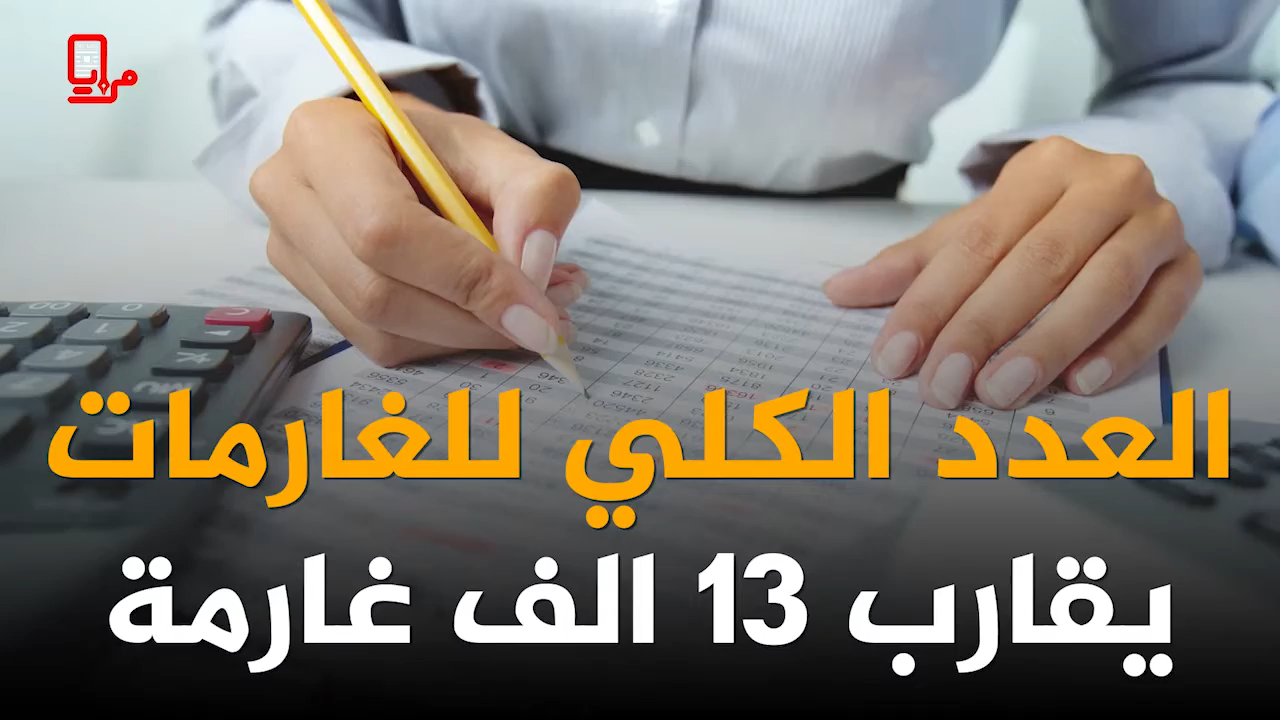 مرايا
العدد الكلي للغارمات
يقارب 13 الف غارمة